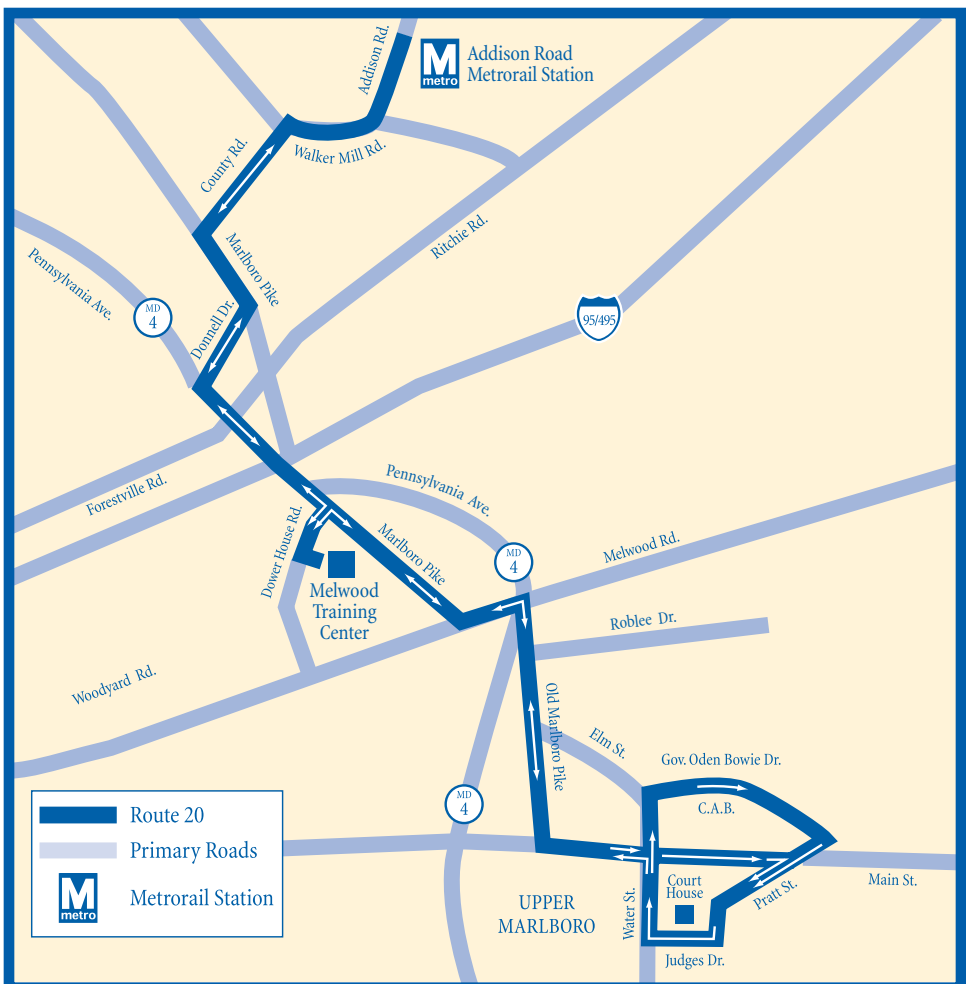 Addison Rd.
M
metro
Addison Road
Metrorail Station
County Rd.
Walker Mill Rd.
Marlboro Pike
Ritchie Rd.
Pennsylvania Ave.
MD
4
Donnell Dr.
95/495
Forestville Rd.
Pennsylvania Ave.
Dower House Rd.
Marlboro Pike
MD
4
Melwood Rd.
Melwood
Training
Center
Roblee Dr.
Woodyard Rd.
Old Marlboro Pike
Elm St.
Gov. Oden Bowie Dr.
C.A.B.
MD
4
Route 20
Primary Roads
M
metro
Metrorail Station
UPPER
MARLBORO
Water St.
Court
House
Pratt St.
Main St.
Judges Dr.